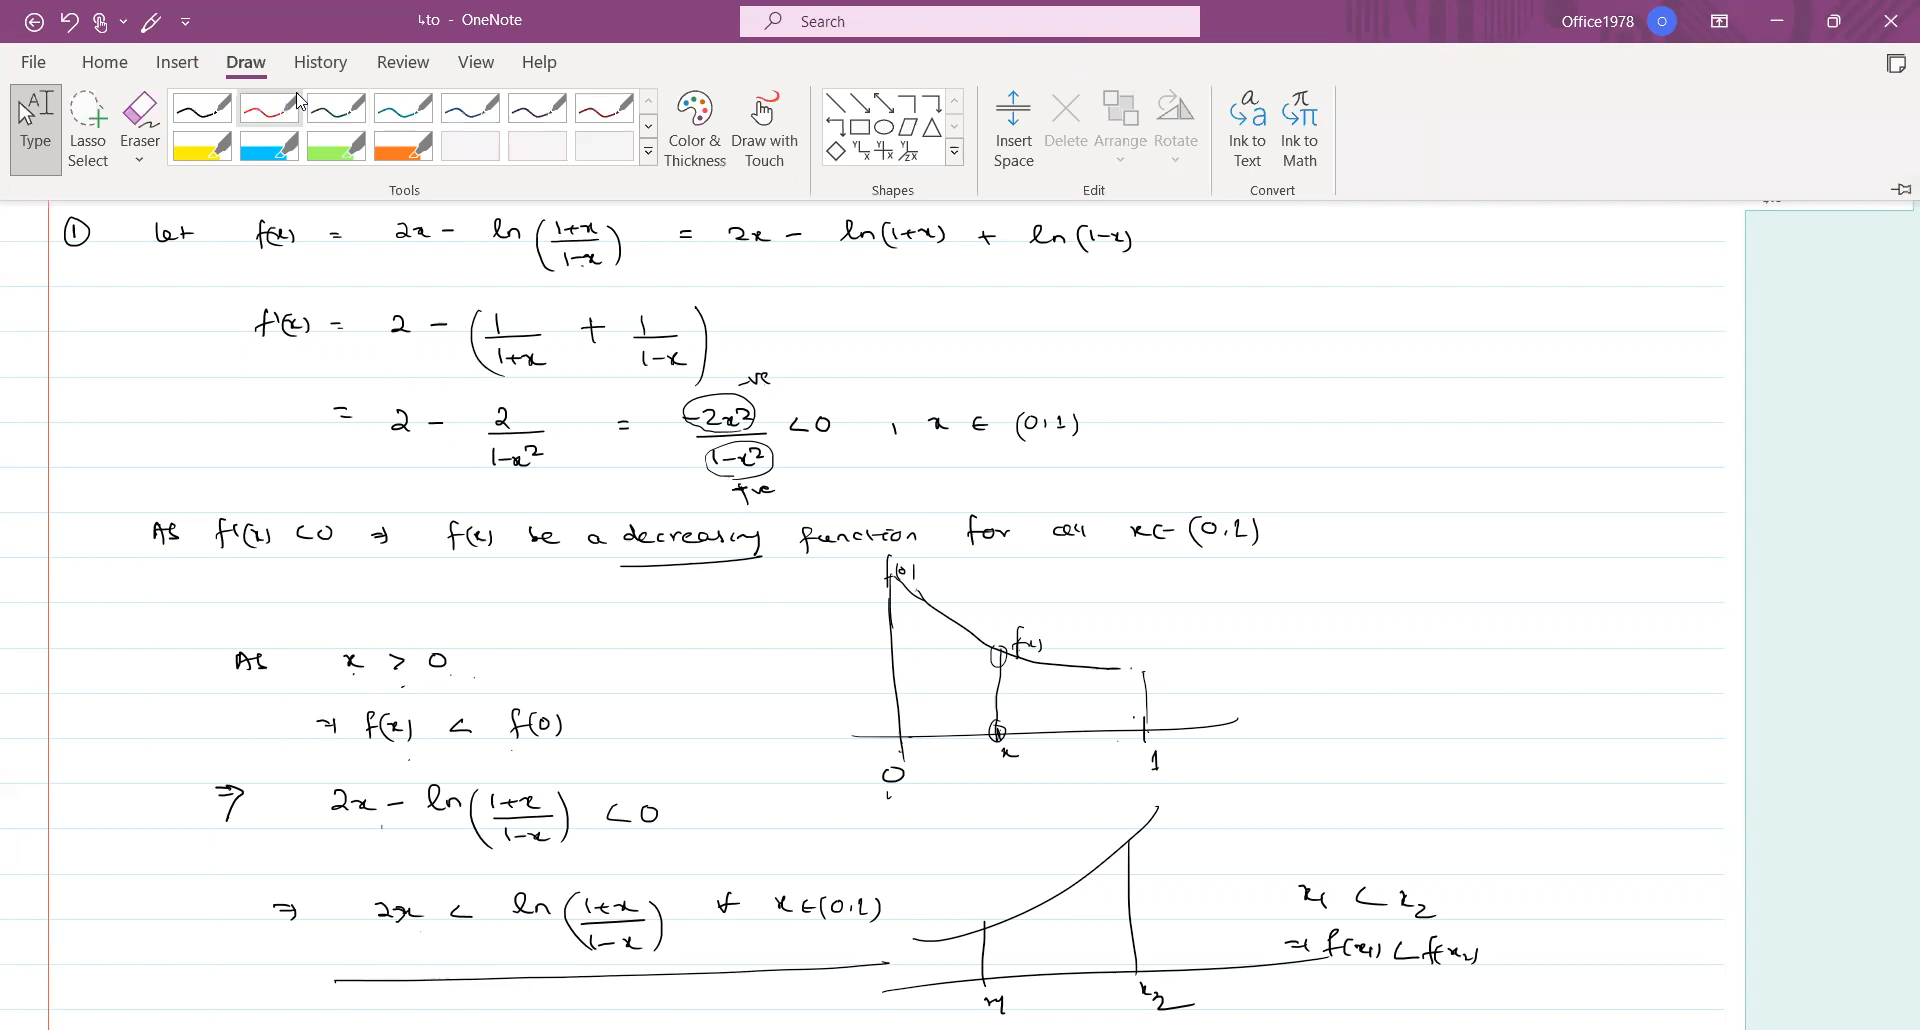 ↳to - OneNote
Search
Office1978
O
File Home Insert Draw History Review View Help
Type
Lasso Select
Eraser
Color & Thickness
Draw with Touch
Insert Space
Delete
Arrange
Rotate
Ink to Text
Ink to Math
Tools
Shapes
Edit
Convert
① Let f(x) = 2x - ln((1+x)/(1-x)) = 2x - ln(1+x) + ln(1-x)
f'(x) = 2 - (1/(1+x) + 1/(1-x))
= 2 - 2/(1-x²) = -2x²/(1-x²) < 0 , x ∈ (0,1)
-ve
+ve
As f'(x) < 0 ⇒ f(x) be a decreasing function for all x ∈ (0,1)
f(0)
f(x)
0
x
1
As x > 0
⇒ f(x) < f(0)
⇒ 2x - ln((1+x)/(1-x)) < 0
⇒ 2x < ln((1+x)/(1-x)) ∀ x ∈ (0,1)
x₁
x₂
x₁ < x₂
⇒ f(x₁) < f(x₂)